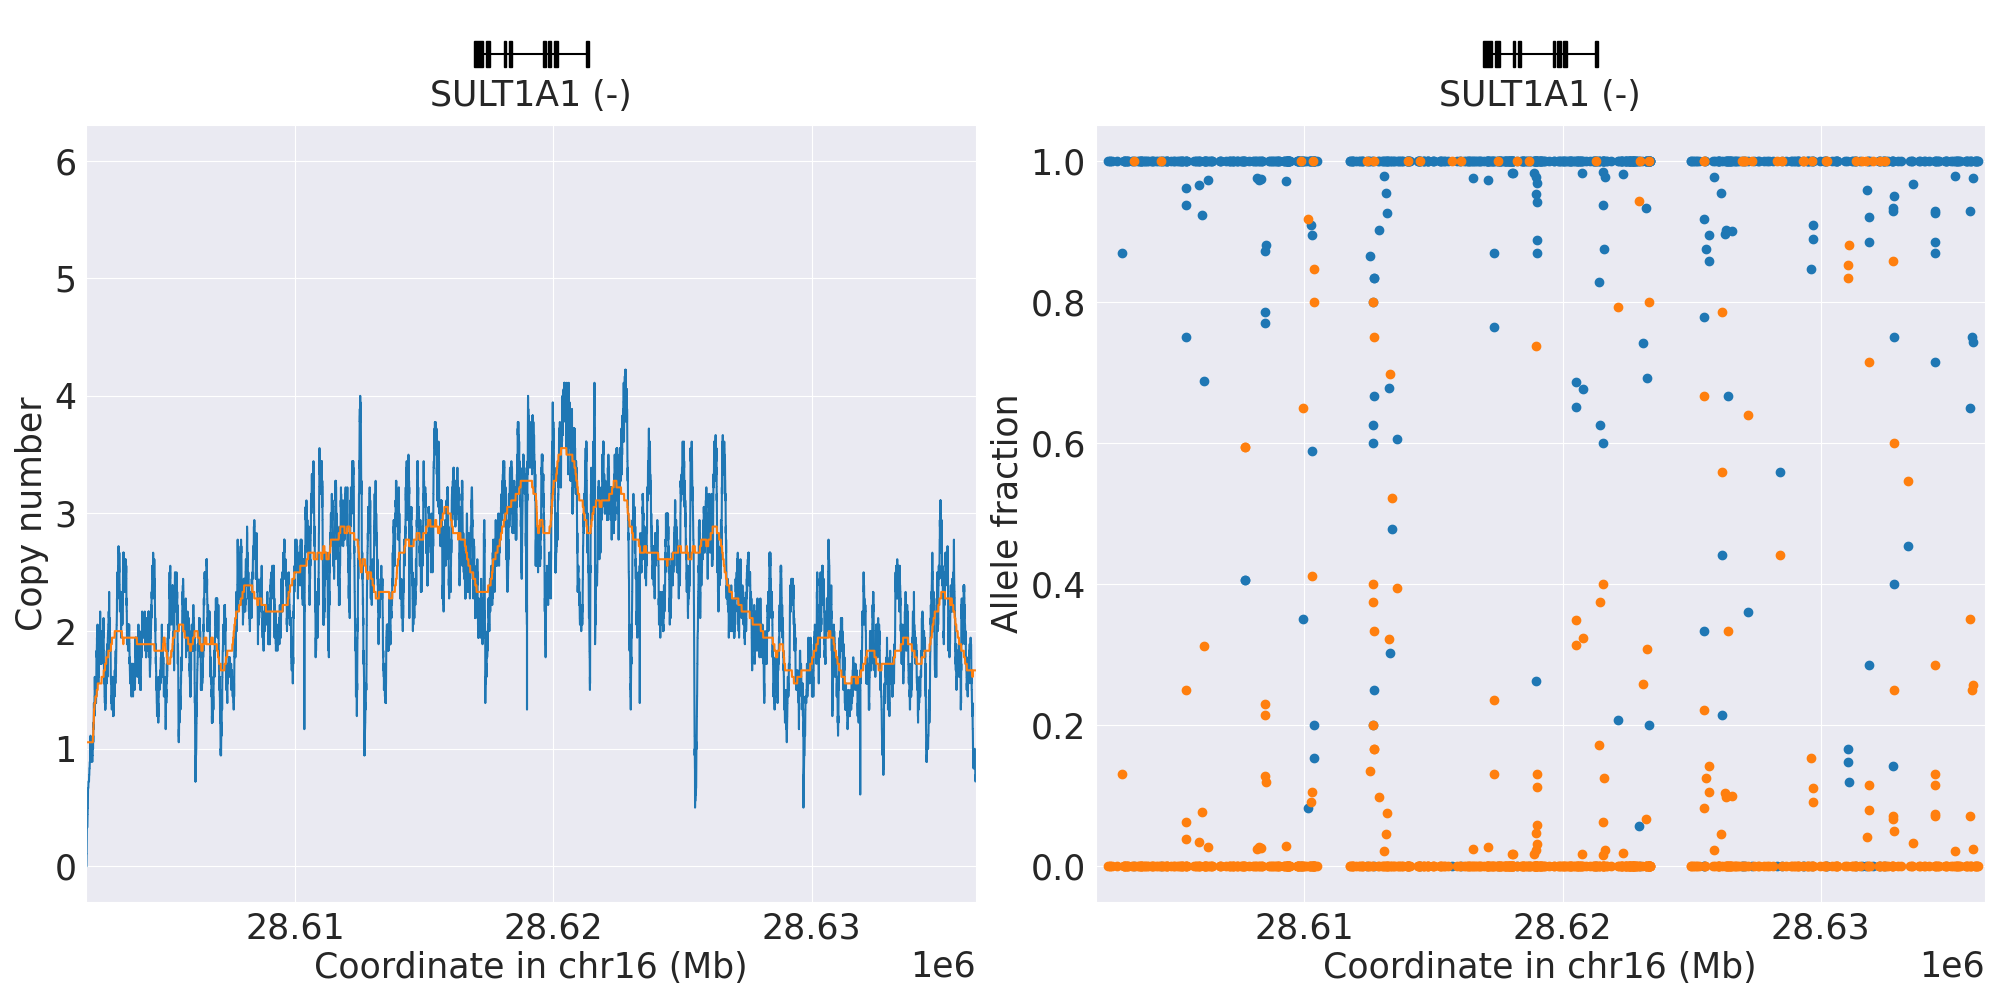 SULT1A1 (-)
6
5
4
3
2
1
0
Copy number
28.61
28.62
28.63
Coordinate in chr16 (Mb)
1e6
SULT1A1 (-)
1.0
0.8
0.6
0.4
0.2
0.0
Allele fraction
28.61
28.62
28.63
Coordinate in chr16 (Mb)
1e6